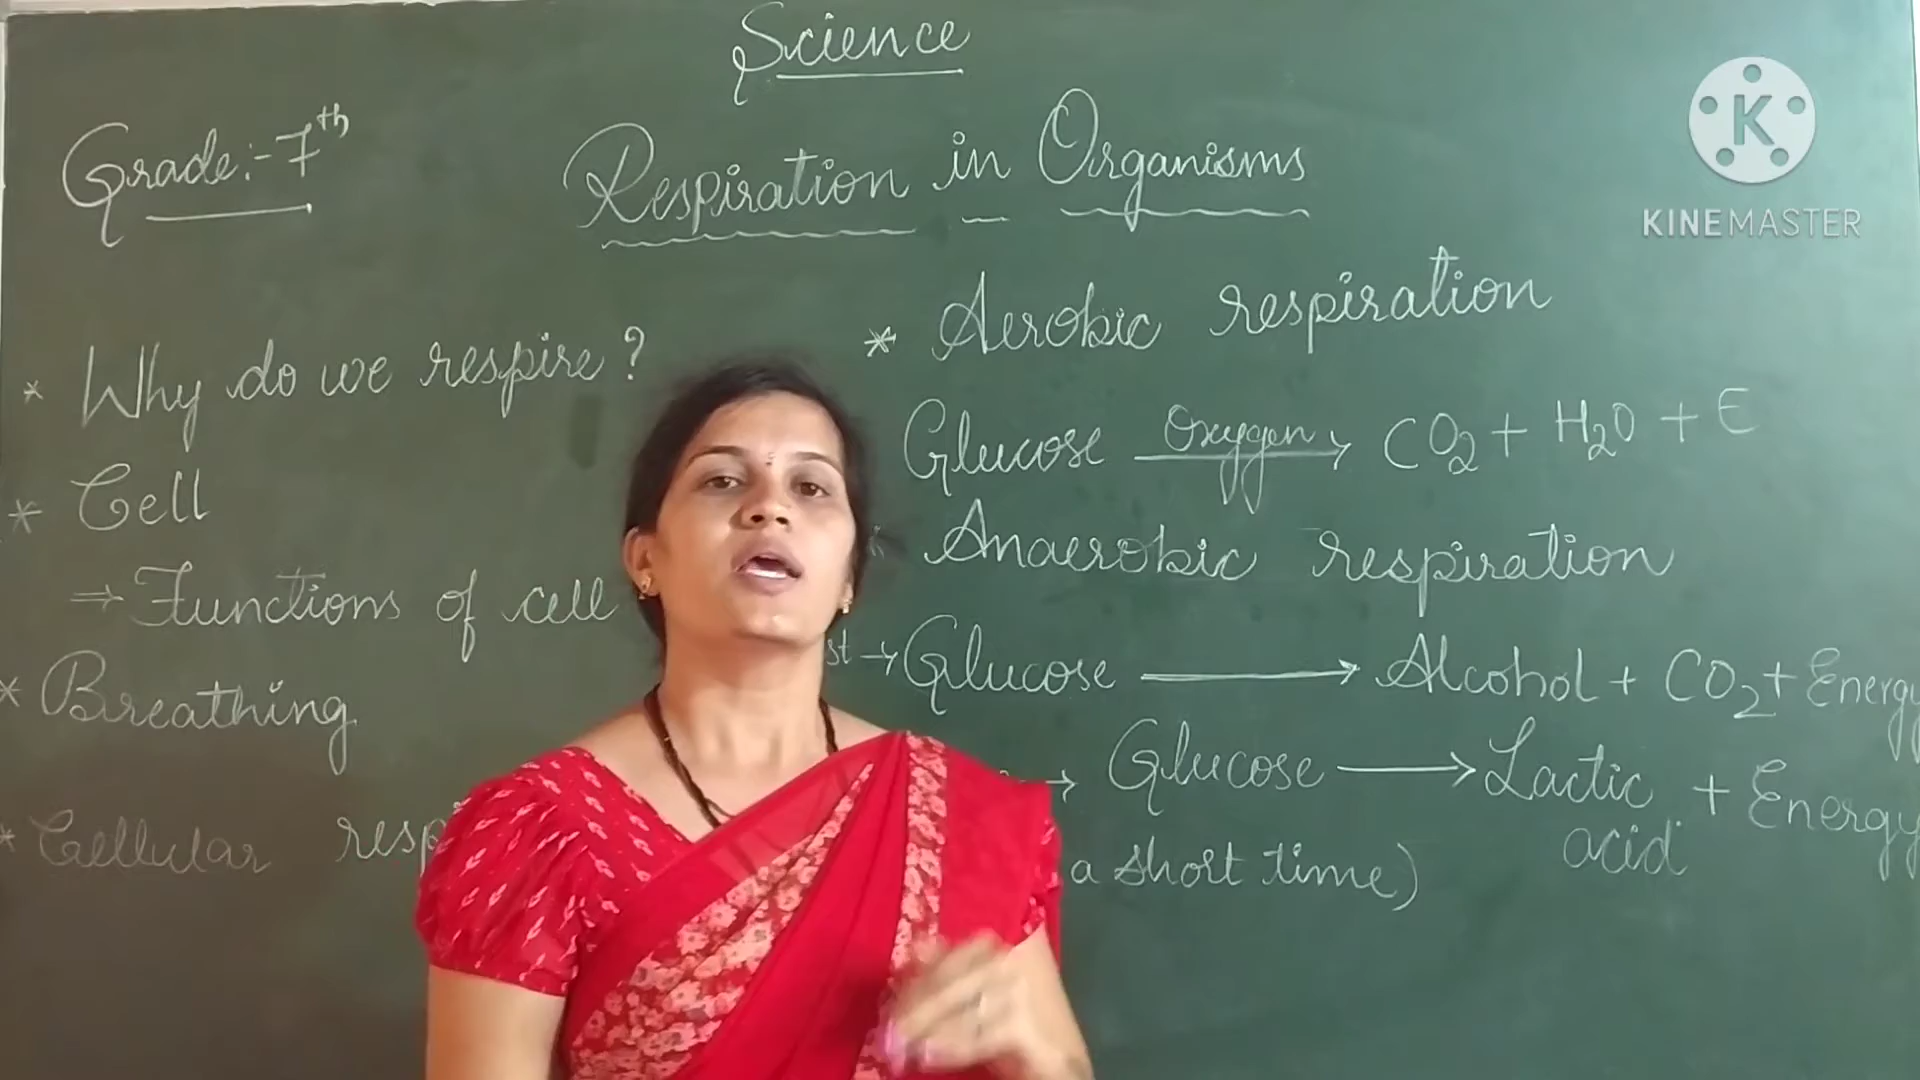 Science
Grade:- 7th
Respiration in Organisms
* Why do we respire?
* Cell
⇒ Functions of cell
* Breathing
* Cellular resp
* Aerobic respiration
Glucose Oxygen→ CO2 + H2O + E
* Anaerobic respiration
st → Glucose → Alcohol + CO2 + Energy
→ Glucose → Lactic acid + Energy
a short time)
K
KINEMASTER